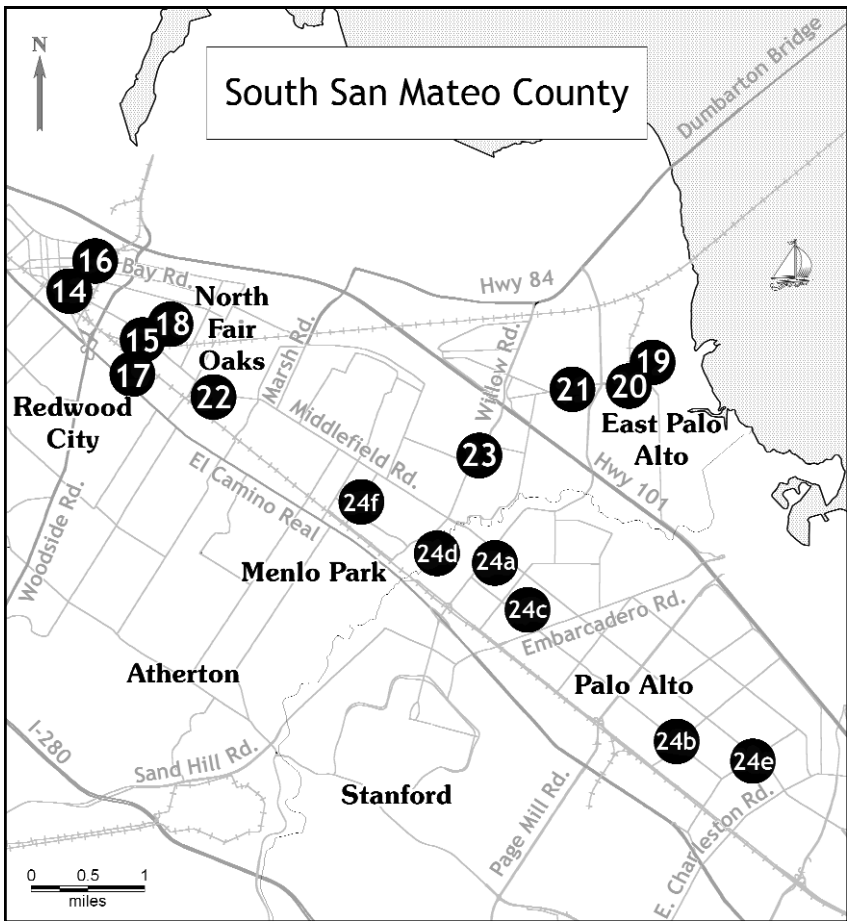 South San Mateo County
N
Dumbarton Bridge
Hwy 84
16
Bay Rd.
14
North
Fair
Oaks
18
15
17
22
Marsh Rd.
Willow Rd.
19
20
21
East Palo
Alto
Redwood
City
Middlefield Rd.
23
Hwy 101
El Camino Real
24f
Woodside Rd.
24d
24a
Menlo Park
24c
Embarcadero Rd.
Atherton
Palo Alto
I-280
Sand Hill Rd.
24b
24e
Stanford
Page Mill Rd.
E. Charleston Rd.
0 0.5 1
miles